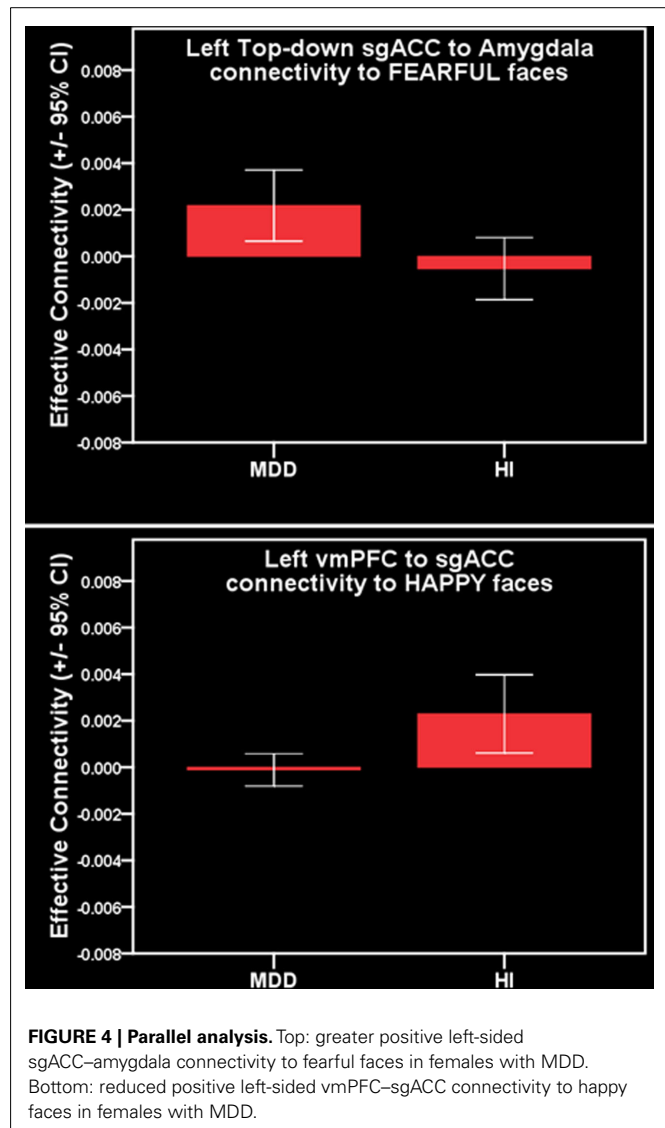 Left Top-down sgACC to Amygdala
connectivity to FEARFUL faces
Effective Connectivity (+/- 95% CI)
0.008
0.006
0.004
0.002
0.000
-0.002
-0.004
-0.006
-0.008
MDD HI
Left vmPFC to sgACC
connectivity to HAPPY faces
Effective Connectivity (+/- 95% CI)
0.008
0.006
0.004
0.002
0.000
-0.002
-0.004
-0.006
-0.008
MDD HI
FIGURE 4 | Parallel analysis. Top: greater positive left-sided
sgACC–amygdala connectivity to fearful faces in females with MDD.
Bottom: reduced positive left-sided vmPFC–sgACC connectivity to happy
faces in females with MDD.